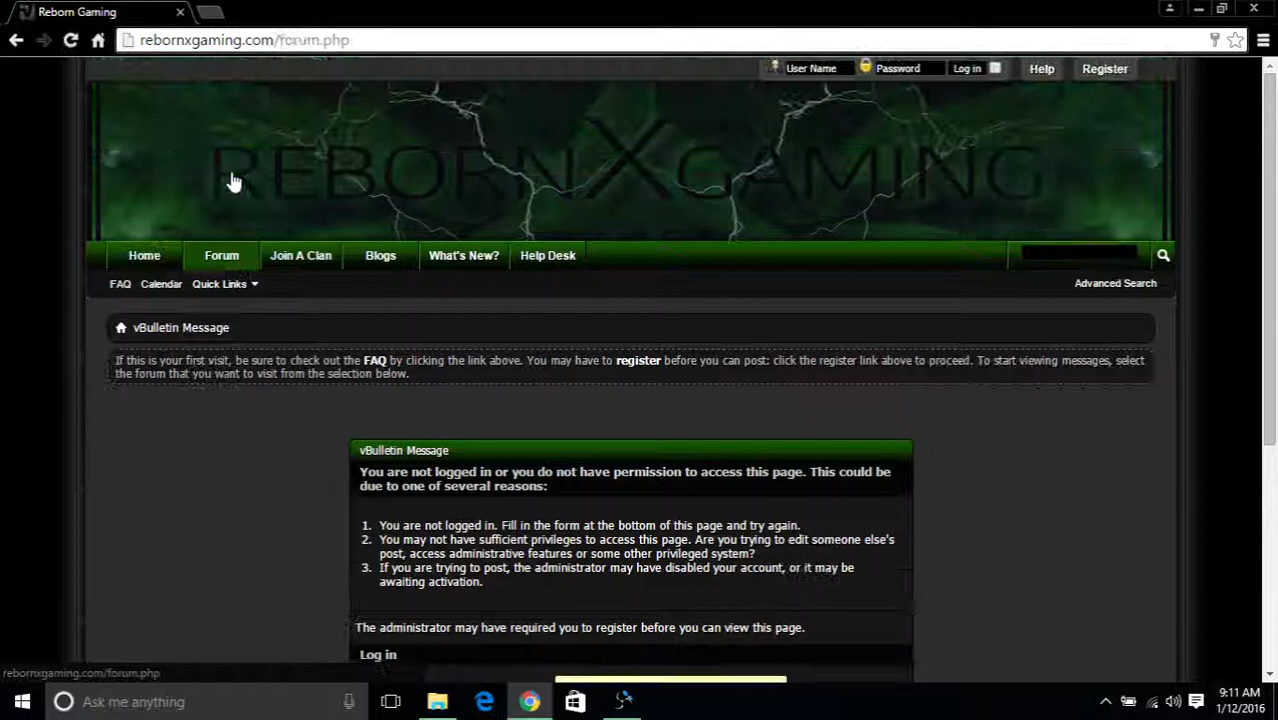 Reborn Gaming
rebornxgaming.com/forum.php
User Name Password Log in Help Register
REBORNXGAMING
Home Forum Join A Clan Blogs What's New? Help Desk
FAQ Calendar Quick Links Advanced Search
vBulletin Message
If this is your first visit, be sure to check out the FAQ by clicking the link above. You may have to register before you can post: click the register link above to proceed. To start viewing messages, select
the forum that you want to visit from the selection below.
vBulletin Message
You are not logged in or you do not have permission to access this page. This could be
due to one of several reasons:
1. You are not logged in. Fill in the form at the bottom of this page and try again.
2. You may not have sufficient privileges to access this page. Are you trying to edit someone else's
post, access administrative features or some other privileged system?
3. If you are trying to post, the administrator may have disabled your account, or it may be
awaiting activation.
The administrator may have required you to register before you can view this page.
Log in
rebornxgaming.com/forum.php
Ask me anything
9:11 AM
1/12/2016